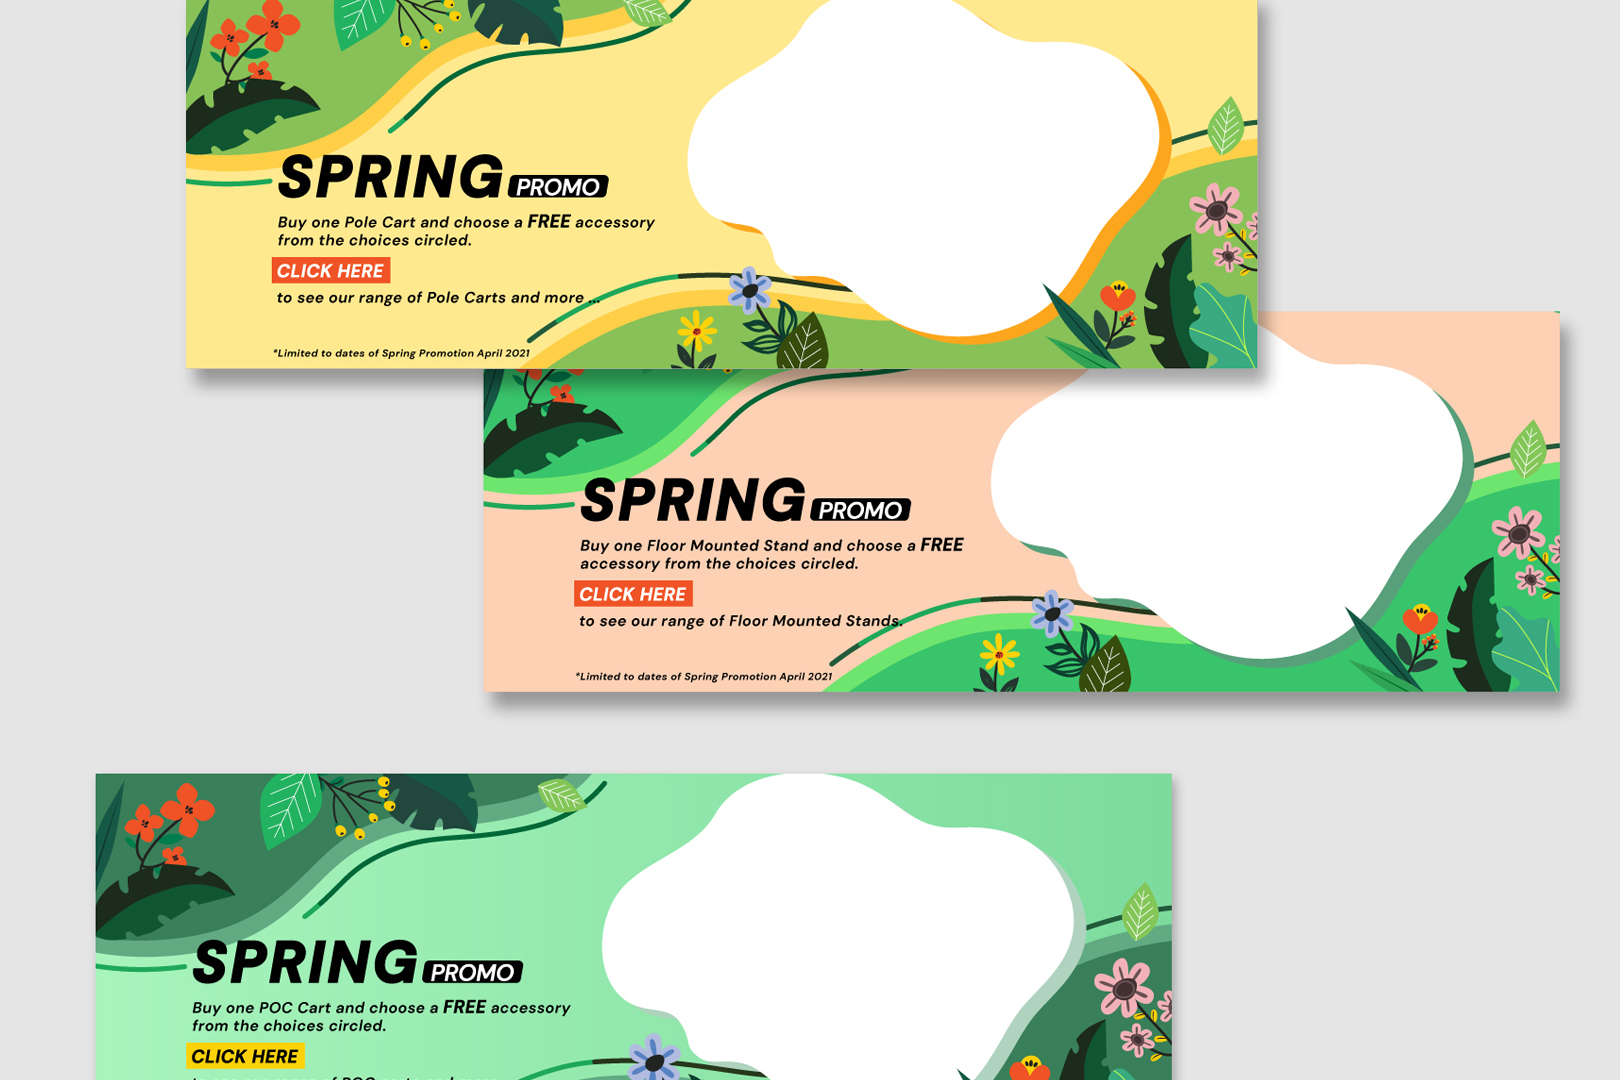 SPRING PROMO
Buy one Pole Cart and choose a FREE accessory
from the choices circled.
CLICK HERE
to see our range of Pole Carts and more ...
*Limited to dates of Spring Promotion April 2021
SPRING PROMO
Buy one Floor Mounted Stand and choose a FREE
accessory from the choices circled.
CLICK HERE
to see our range of Floor Mounted Stands.
*Limited to dates of Spring Promotion April 2021
SPRING PROMO
Buy one POC Cart and choose a FREE accessory
from the choices circled.
CLICK HERE